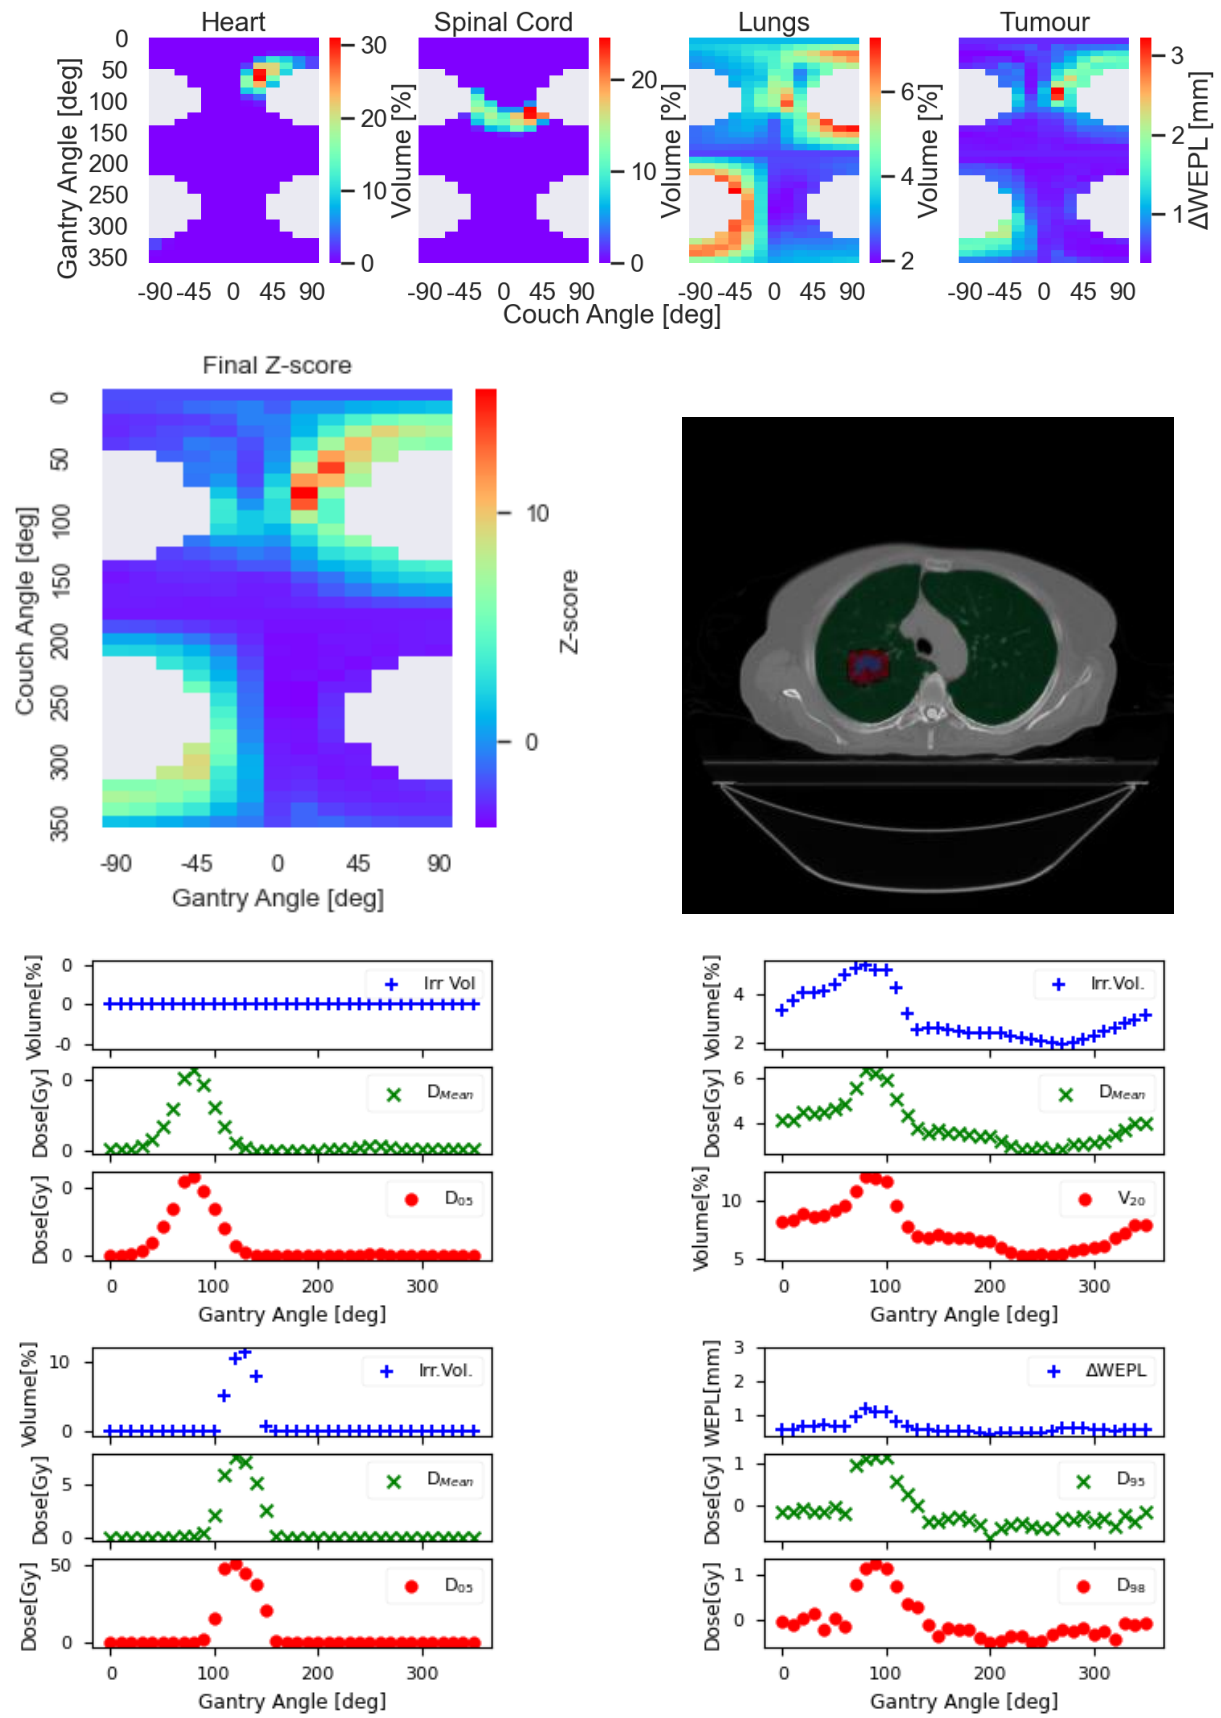 Heart
Spinal Cord
Lungs
Tumour
Gantry Angle [deg]
0
50
100
150
200
250
300
350
-90 -45 0 45 90
30
20
10
0
Volume [%]
-90 -45 0 45 90
20
10
0
Volume [%]
-90 -45 0 45 90
6
4
2
Volume [%]
-90 -45 0 45 90
3
2
1
ΔWEPL [mm]
Couch Angle [deg]
Final Z-score
Couch Angle [deg]
0
50
100
150
200
250
300
350
-90 -45 0 45 90
Gantry Angle [deg]
10
0
Z-score
Volume[%]
0
0
-0
Irr Vol
Dose[Gy]
0
0
D_Mean
Dose[Gy]
0
0
D₀₅
0 100 200 300
Gantry Angle [deg]
Volume[%]
4
2
Irr.Vol.
Dose[Gy]
6
4
D_Mean
Volume[%]
10
5
V₂₀
0 100 200 300
Gantry Angle [deg]
Volume[%]
10
0
Irr.Vol.
Dose[Gy]
5
0
D_Mean
Dose[Gy]
50
0
D₀₅
0 100 200 300
Gantry Angle [deg]
WEPL[mm]
3
2
1
ΔWEPL
Dose[Gy]
1
0
D₉₅
Dose[Gy]
1
0
D₉₈
0 100 200 300
Gantry Angle [deg]